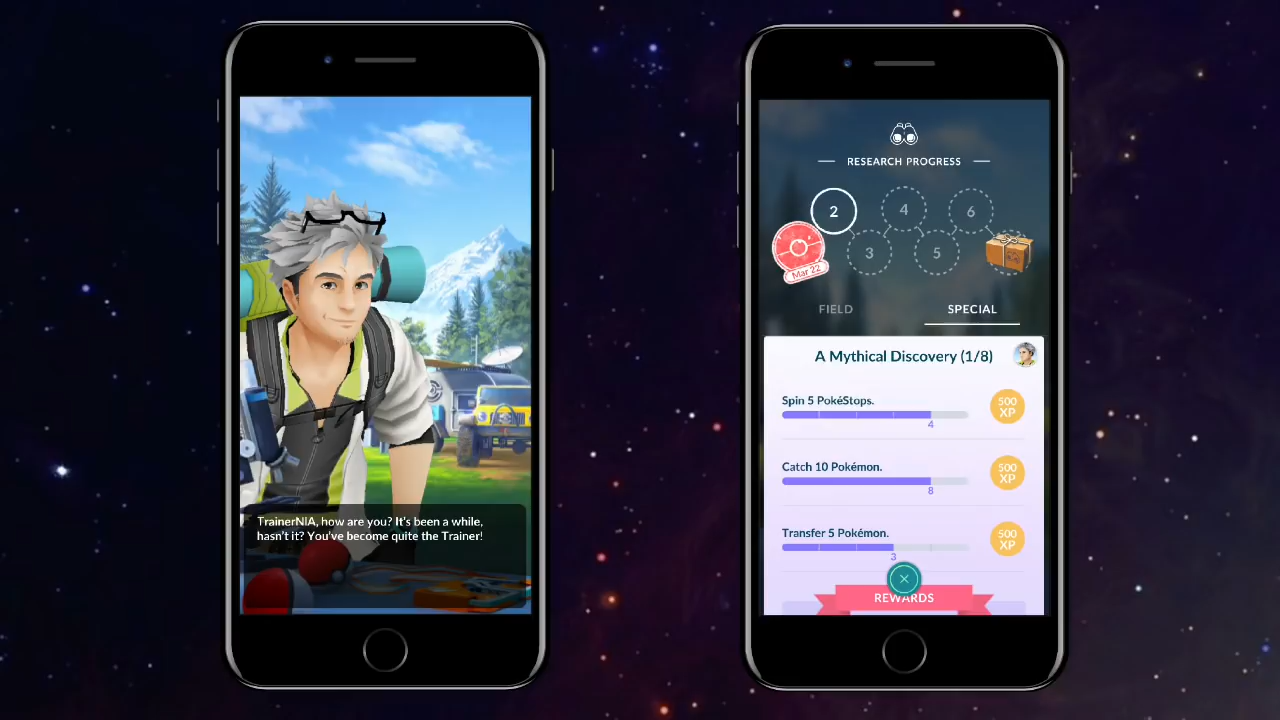 TrainerNIA, how are you? It's been a while,
hasn't it? You've become quite the Trainer!
RESEARCH PROGRESS
2
4
6
3
5
Mar 22
FIELD
SPECIAL
A Mythical Discovery (1/8)
Spin 5 PokéStops.
4
500
XP
Catch 10 Pokémon.
8
500
XP
Transfer 5 Pokémon.
3
500
XP
REWARDS